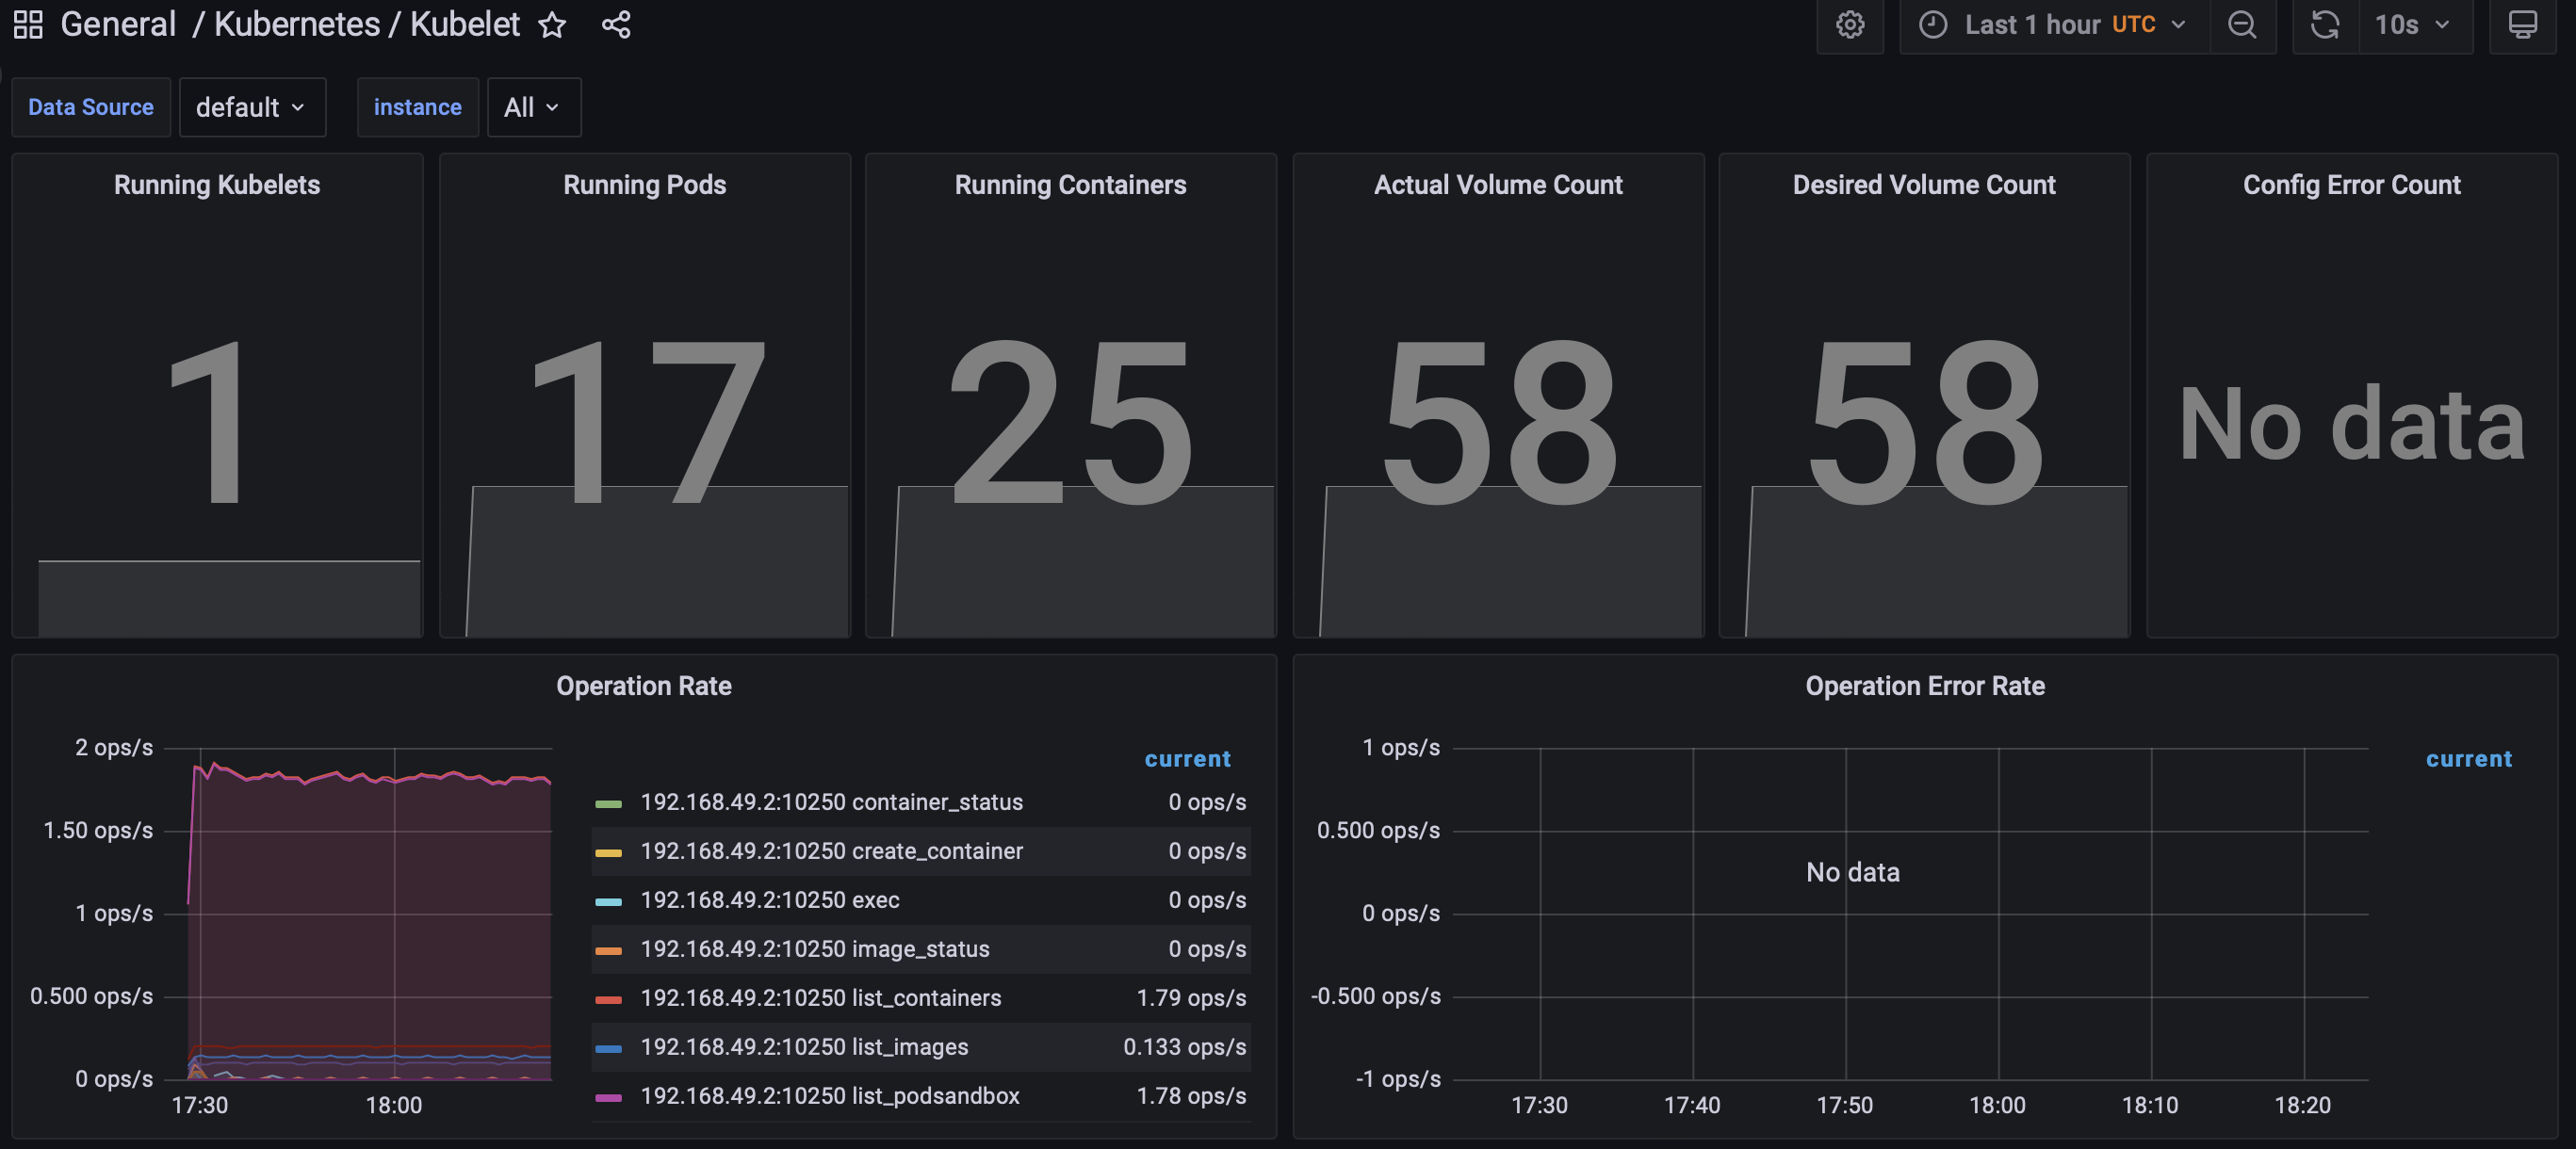 General / Kubernetes / Kubelet
Last 1 hour UTC
10s
Data Source
default
instance
All
Running Kubelets
1
Running Pods
17
Running Containers
25
Actual Volume Count
58
Desired Volume Count
58
Config Error Count
No data
Operation Rate
2 ops/s
1.50 ops/s
1 ops/s
0.500 ops/s
0 ops/s
17:30
18:00
current
192.168.49.2:10250 container_status 0 ops/s
192.168.49.2:10250 create_container 0 ops/s
192.168.49.2:10250 exec 0 ops/s
192.168.49.2:10250 image_status 0 ops/s
192.168.49.2:10250 list_containers 1.79 ops/s
192.168.49.2:10250 list_images 0.133 ops/s
192.168.49.2:10250 list_podsandbox 1.78 ops/s
Operation Error Rate
1 ops/s
0.500 ops/s
0 ops/s
-0.500 ops/s
-1 ops/s
No data
17:30
17:40
17:50
18:00
18:10
18:20
current